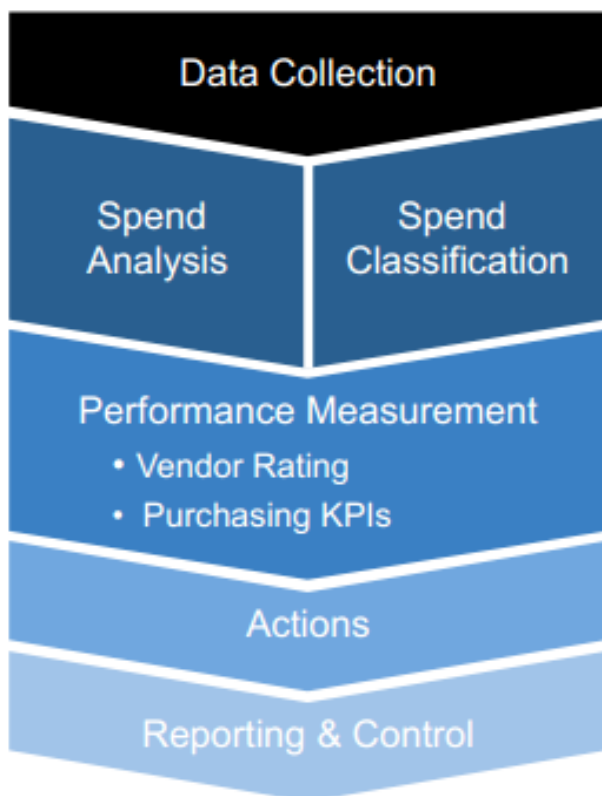 Data Collection
Spend
Analysis
Spend
Classification
Performance Measurement
• Vendor Rating
• Purchasing KPIs
Actions
Reporting & Control